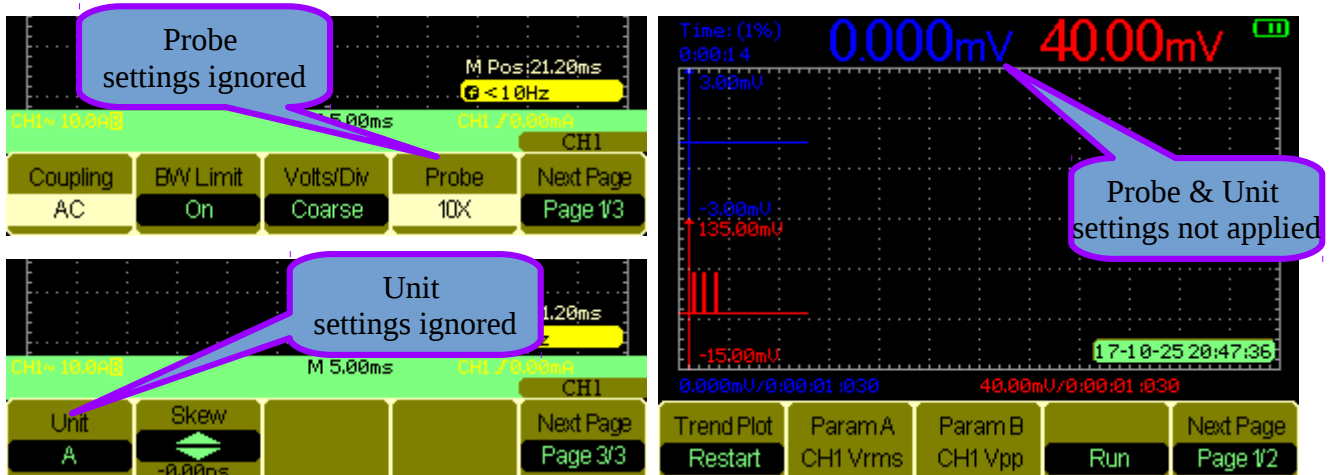 Probe
settings ignored
M Pos:21.20ms
<10Hz
CH1~ 10.0A B
5.00ms
CH1 0.00mA
CH1
Coupling BW Limit Volts/Div Probe Next Page
AC On Coarse 10X Page 1/3
Unit
settings ignored
1.20ms
z
CH1~ 10.0A B M 5.00ms CH1 0.00mA
CH1
Unit Skew Next Page
A Page 3/3
-0.00ns
Time:(1%) 0.000mV 40.00mV
0:00:14
3.00mV
Probe & Unit
settings not applied
-3.00mV
135.00mV
-15.00mV
17-10-25 20:47:36
0.000mV/0:00:01:030 40.00mV/0:00:01:030
Trend Plot Param A Param B Next Page
Restart CH1 Vrms CH1 Vpp Run Page 1/2